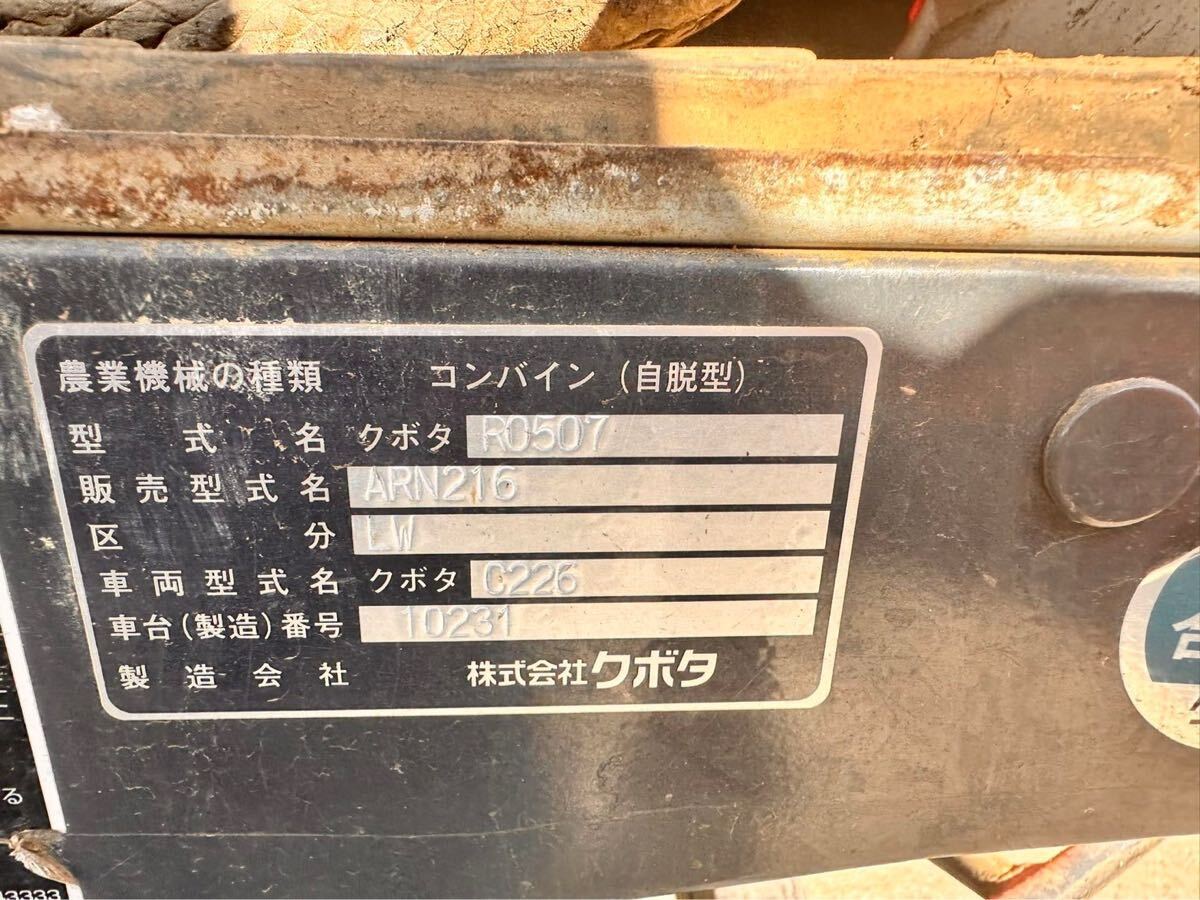 農業機械の種類 コンバイン(自脱型)
型式名 クボタ R0507
販売型式名 ARN216
区分 LW
車両型式名 クボタ C226
車台(製造)番号 10231
製造会社 株式会社クボタ
る
3333